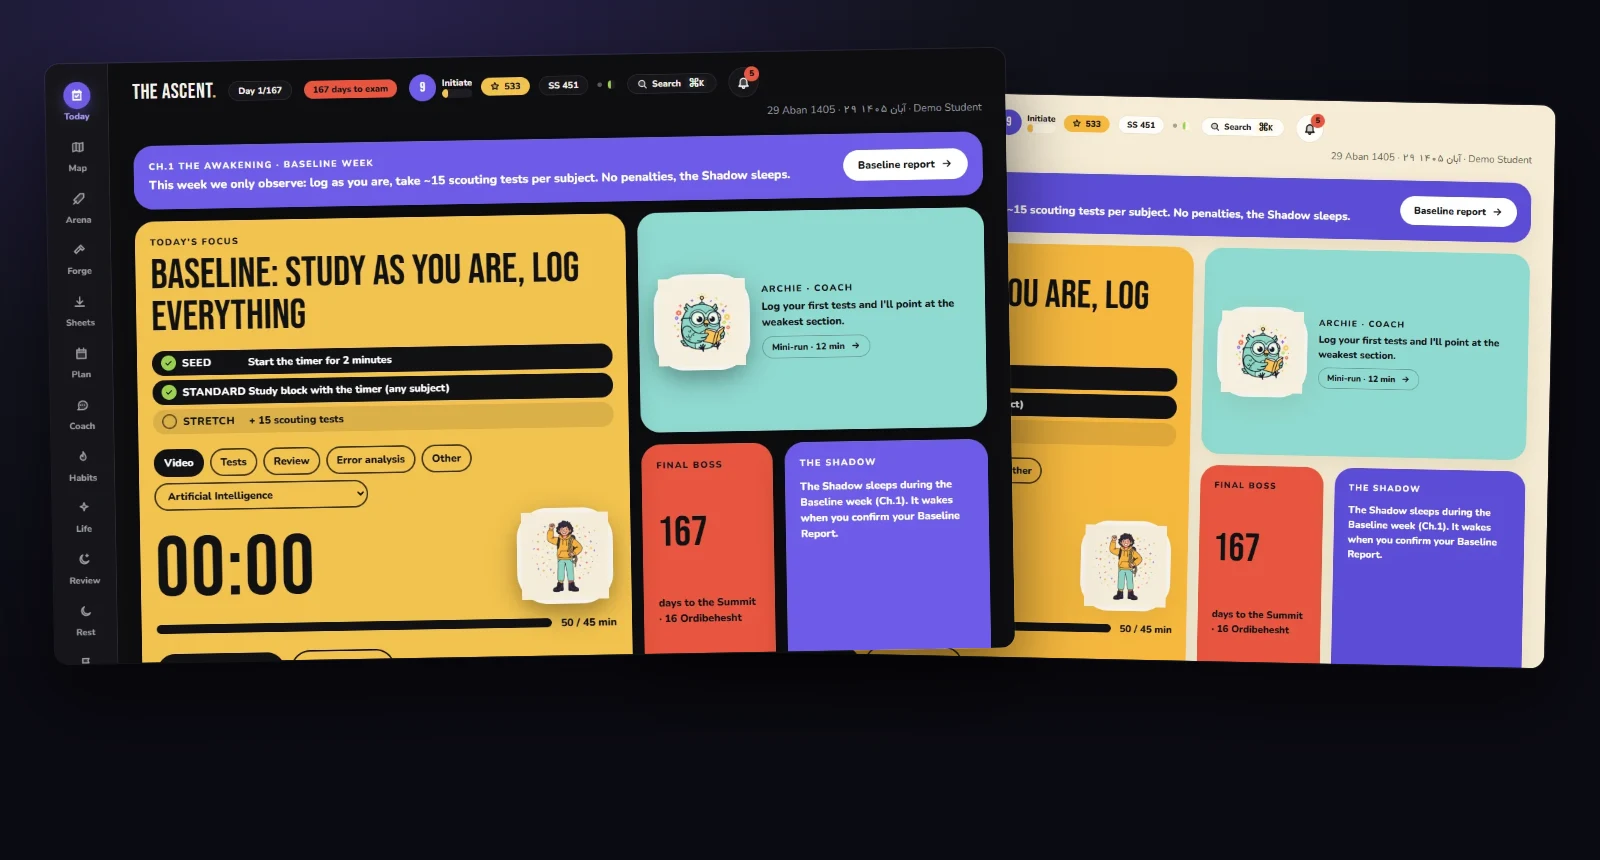 THE ASCENT.
Day 1/167
167 days to exam
9
Initiate
533
SS 451
Search ⌘K
5
29 Aban 1405 · ۲۹ آبان ۱۴۰۵ · Demo Student
Today
Map
Arena
Forge
Sheets
Plan
Coach
Habits
Life
Review
Rest
CH.1 THE AWAKENING · BASELINE WEEK
This week we only observe: log as you are, take ~15 scouting tests per subject. No penalties, the Shadow sleeps.
Baseline report →
TODAY'S FOCUS
BASELINE: STUDY AS YOU ARE, LOG
EVERYTHING
SEED Start the timer for 2 minutes
STANDARD Study block with the timer (any subject)
STRETCH + 15 scouting tests
Video
Tests
Review
Error analysis
Other
Artificial Intelligence
00:00
50 / 45 min
ARCHIE · COACH
Log your first tests and I'll point at the
weakest section.
Mini-run · 12 min →
FINAL BOSS
167
days to the Summit
· 16 Ordibehesht
THE SHADOW
The Shadow sleeps during the
Baseline week (Ch.1). It wakes
when you confirm your Baseline
Report.
9
Initiate
533
SS 451
Search ⌘K
5
29 Aban 1405 · ۲۹ آبان ۱۴۰۵ · Demo Student
~15 scouting tests per subject. No penalties, the Shadow sleeps.
Baseline report →
OU ARE, LOG
ct)
ther
50 / 45 min
ARCHIE · COACH
Log your first tests and I'll point at the
weakest section.
Mini-run · 12 min →
FINAL BOSS
167
days to the Summit
· 16 Ordibehesht
THE SHADOW
The Shadow sleeps during the
Baseline week (Ch.1). It wakes
when you confirm your Baseline
Report.